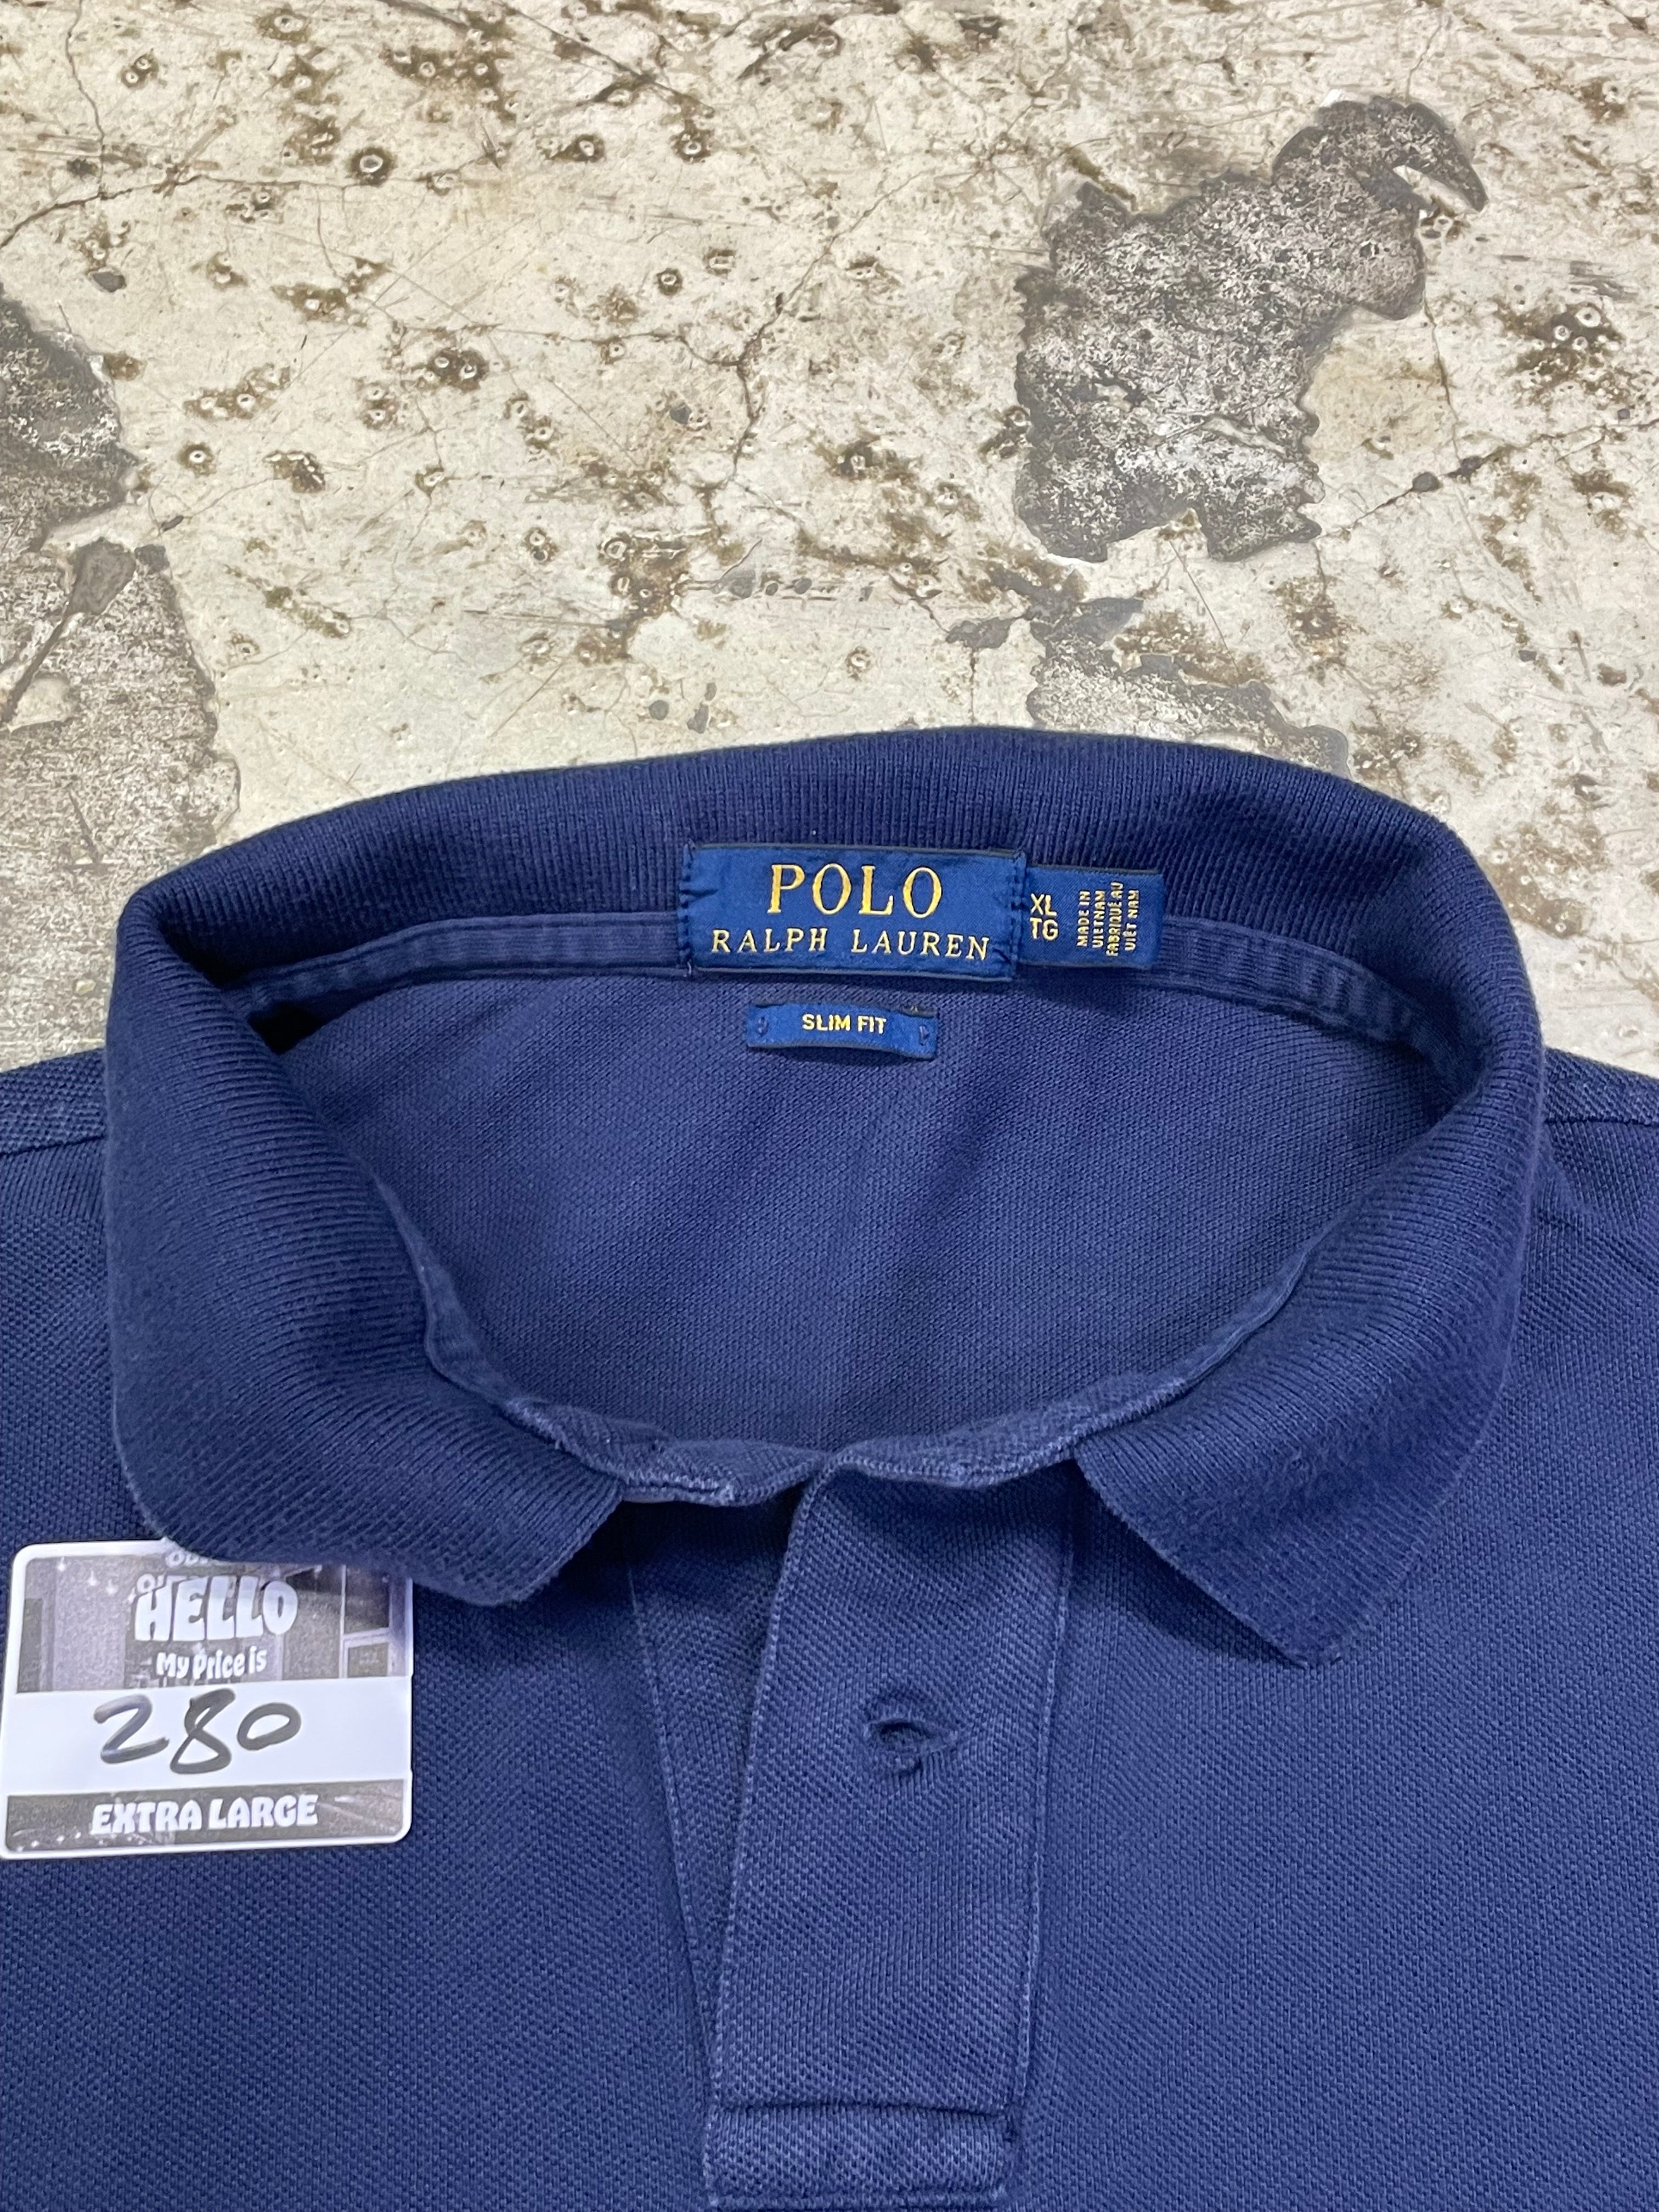 POLO
RALPH LAUREN
XL
TG
MADE IN
VIETNAM
FABRIQUÉ AU
VIÊT NAM
SLIM FIT
HELLO
My Price is
280
EXTRA LARGE